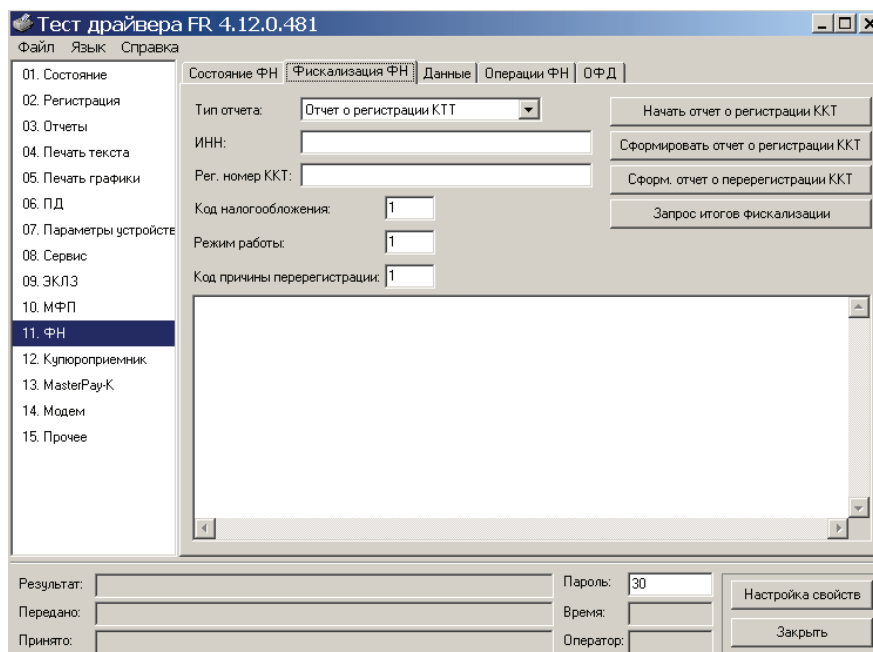 Тест драйвера FR 4.12.0.481
Файл Язык Справка
01. Состояние
02. Регистрация
03. Отчеты
04. Печать текста
05. Печать графики
06. ПД
07. Параметры устройств
08. Сервис
09. ЭКЛЗ
10. МФП
11. ФН
12. Купюроприемник
13. MasterPay-К
14. Модем
15. Прочее
Состояние ФН Фискализация ФН Данные Операции ФН ОФД
Тип отчета: Отчет о регистрации КТТ
ИНН:
Рег. номер ККТ:
Код налогообложения: 1
Режим работы: 1
Код причины перерегистрации: 1
Начать отчет о регистрации ККТ
Сформировать отчет о регистрации ККТ
Сформ. отчет о перерегистрации ККТ
Запрос итогов фискализации
Результат:
Передано:
Принято:
Пароль: 30
Время:
Оператор:
Настройка свойств
Закрыть